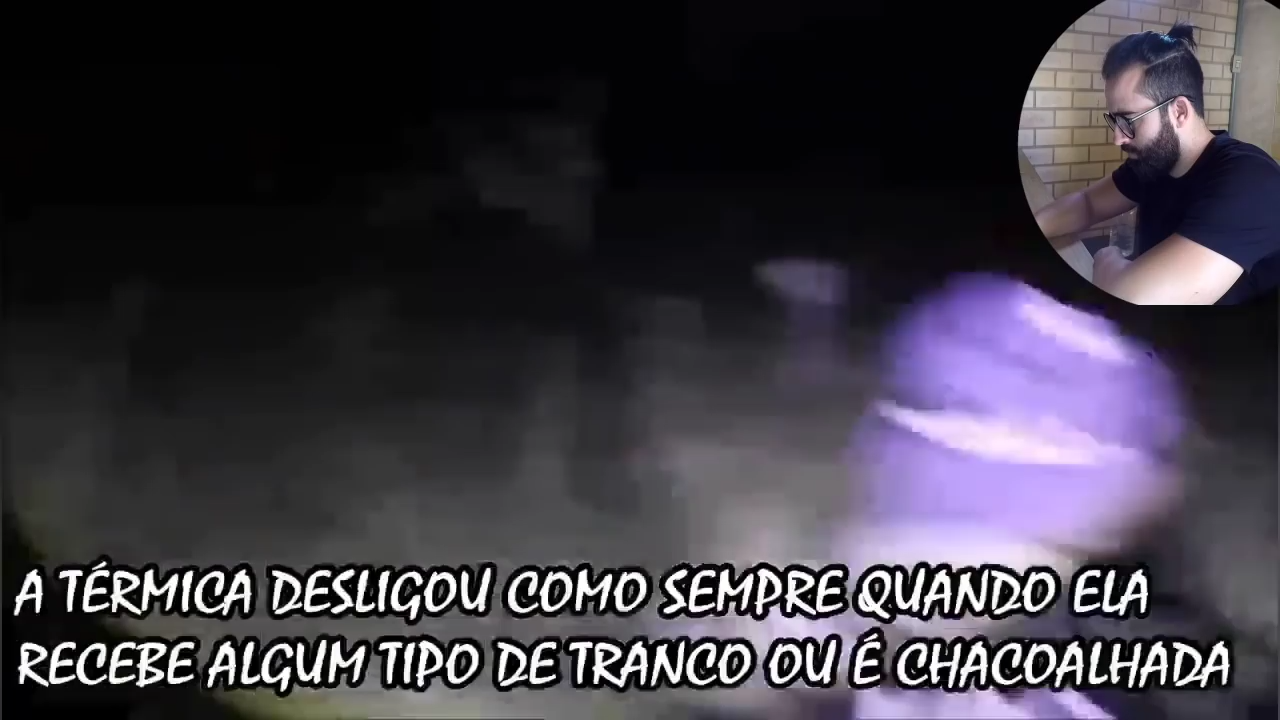 A TÉRMICA DESLIGOU COMO SEMPRE QUANDO ELA
RECEBE ALGUM TIPO DE TRANCO OU É CHACOALHADA